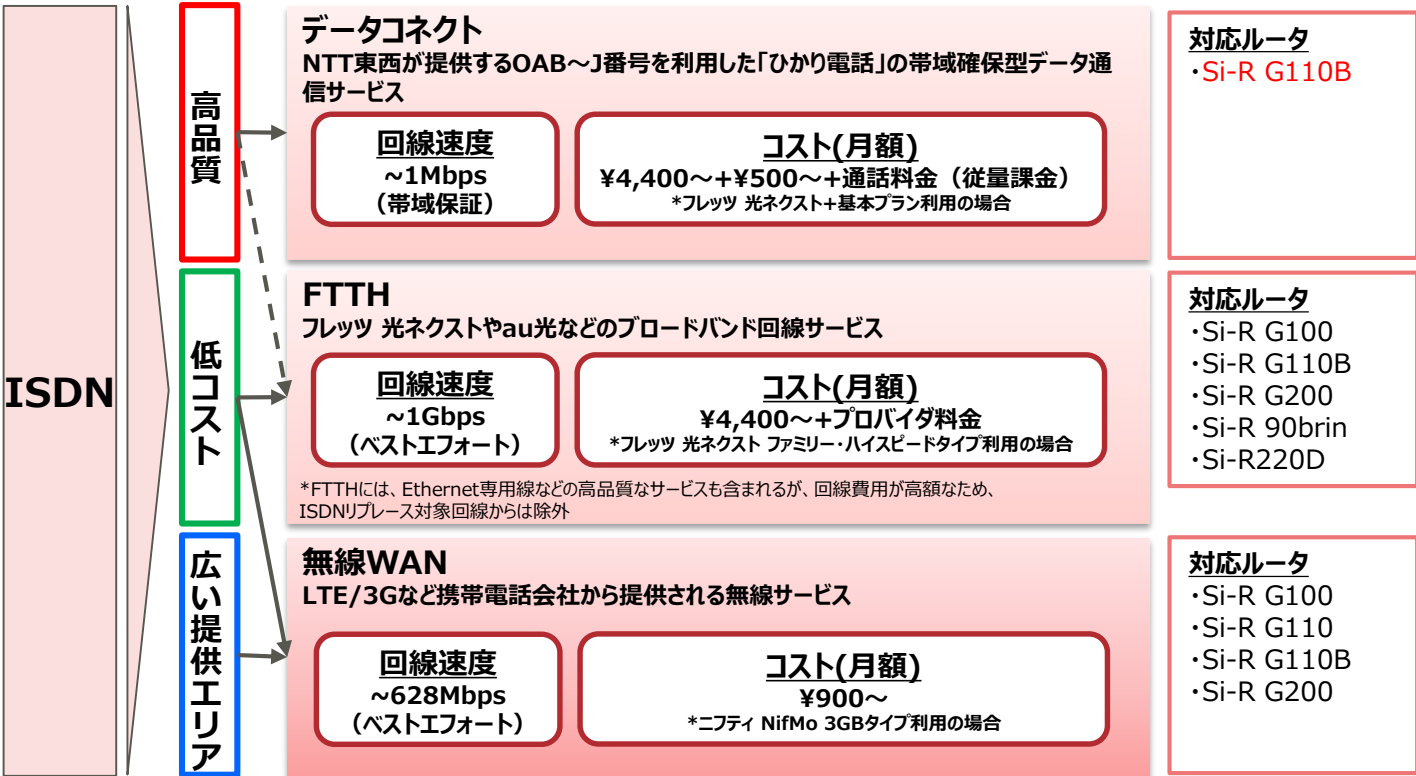 ISDN
高品質
データコネクト
NTT東西が提供するOAB～J番号を利用した「ひかり電話」の帯域確保型データ通
信サービス
回線速度
~1Mbps
（帯域保証）
コスト(月額)
¥4,400～+¥500～+通話料金（従量課金）
*フレッツ 光ネクスト+基本プラン利用の場合
対応ルータ
・Si-R G110B
低コスト
FTTH
フレッツ 光ネクストやau光などのブロードバンド回線サービス
回線速度
~1Gbps
（ベストエフォート）
コスト(月額)
¥4,400～+プロバイダ料金
*フレッツ 光ネクスト ファミリー・ハイスピードタイプ利用の場合
*FTTHには、Ethernet専用線などの高品質なサービスも含まれるが、回線費用が高額なため、
ISDNリプレース対象回線からは除外
対応ルータ
・Si-R G100
・Si-R G110B
・Si-R G200
・Si-R 90brin
・Si-R220D
広い提供エリア
無線WAN
LTE/3Gなど携帯電話会社から提供される無線サービス
回線速度
~628Mbps
（ベストエフォート）
コスト(月額)
¥900～
*ニフティ NifMo 3GBタイプ利用の場合
対応ルータ
・Si-R G100
・Si-R G110
・Si-R G110B
・Si-R G200